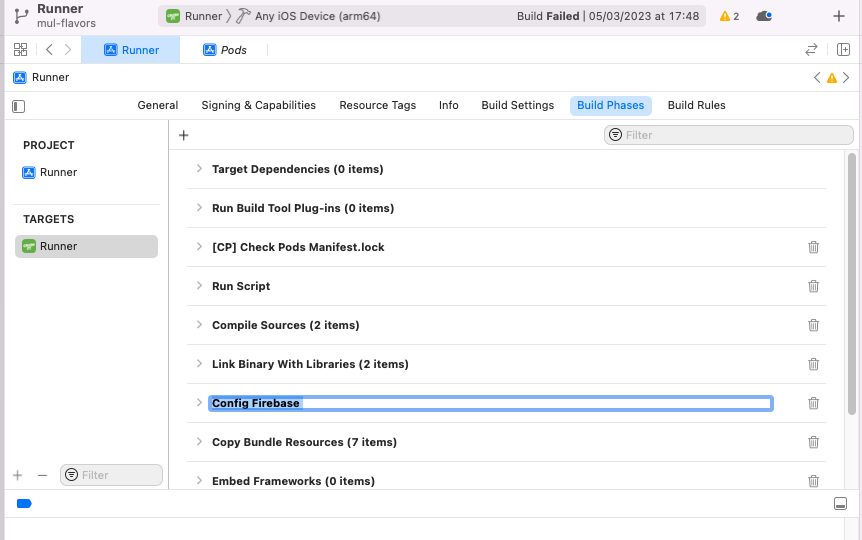 Runner
mul-flavors
Runner
Any iOS Device (arm64)
Build Failed | 05/03/2023 at 17:48
2
Runner
Pods
Runner
General
Signing & Capabilities
Resource Tags
Info
Build Settings
Build Phases
Build Rules
Filter
PROJECT
Runner
TARGETS
Runner
Target Dependencies (0 items)
Run Build Tool Plug-ins (0 items)
[CP] Check Pods Manifest.lock
Run Script
Compile Sources (2 items)
Link Binary With Libraries (2 items)
Config Firebase
Copy Bundle Resources (7 items)
Embed Frameworks (0 items)
Filter